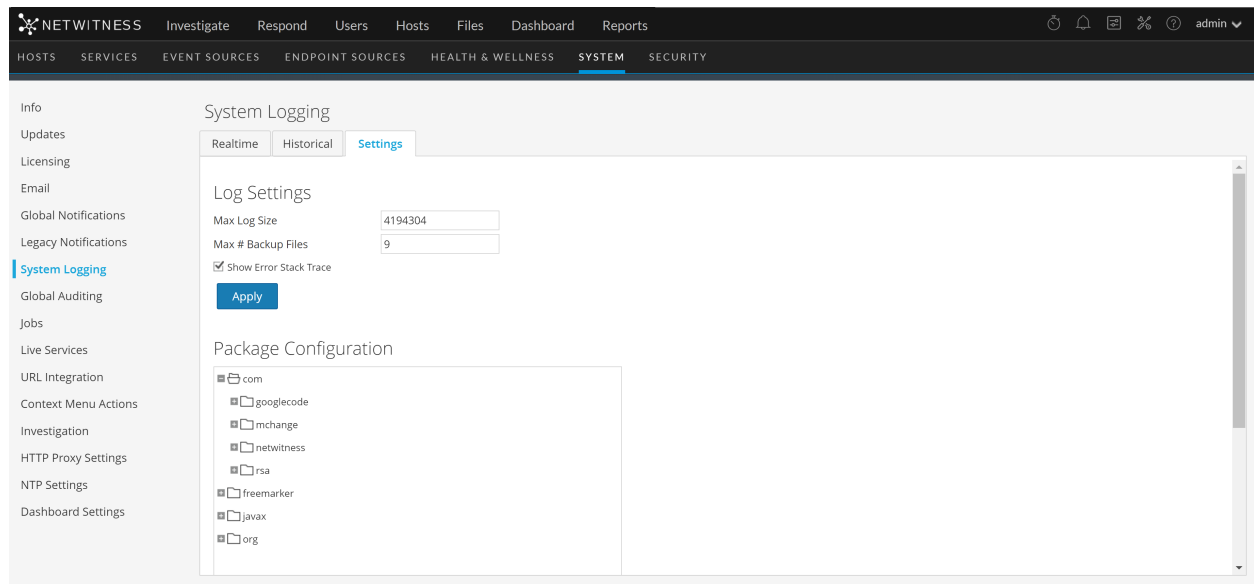 NETWITNESS Investigate Respond Users Hosts Files Dashboard Reports admin
HOSTS SERVICES EVENT SOURCES ENDPOINT SOURCES HEALTH & WELLNESS SYSTEM SECURITY
Info
Updates
Licensing
Email
Global Notifications
Legacy Notifications
System Logging
Global Auditing
Jobs
Live Services
URL Integration
Context Menu Actions
Investigation
HTTP Proxy Settings
NTP Settings
Dashboard Settings
System Logging
Realtime Historical Settings
Log Settings
Max Log Size 4194304
Max # Backup Files 9
Show Error Stack Trace
Apply
Package Configuration
com
googlecode
mchange
netwitness
rsa
freemarker
javax
org